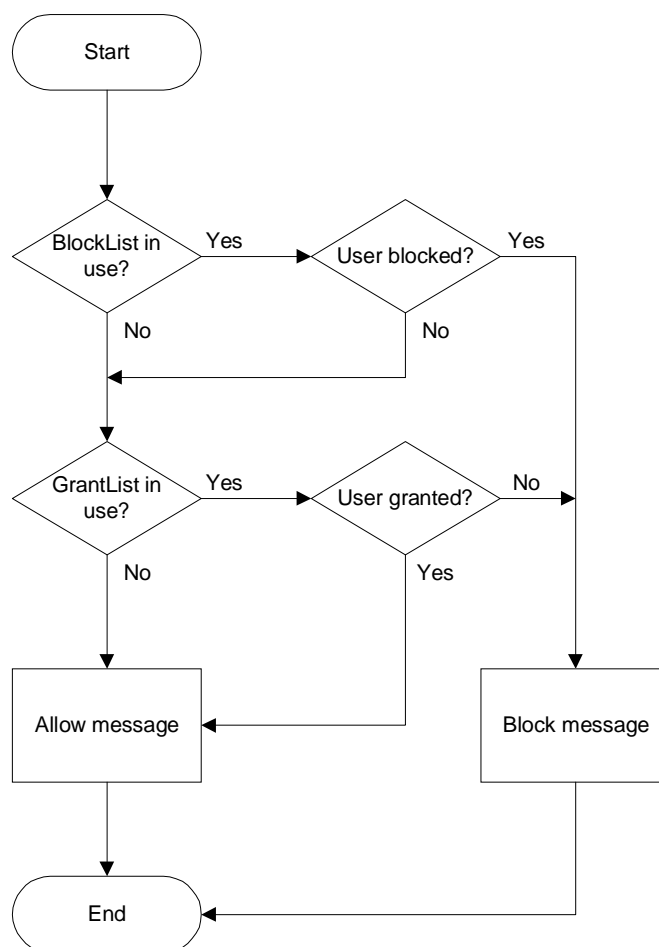 Start
BlockList in
use?
Yes
User blocked?
Yes
No
No
GrantList in
use?
Yes
User granted?
No
No
Yes
Allow message
Block message
End